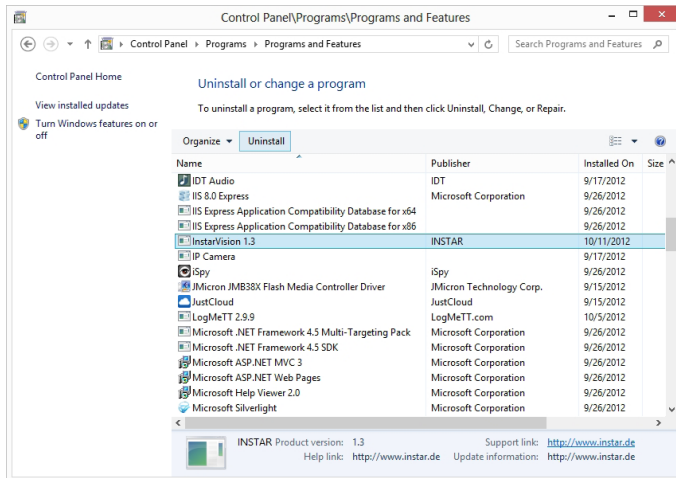 Control Panel\Programs\Programs and Features
Control Panel Programs Programs and Features Search Programs and Features
Control Panel Home
View installed updates
Turn Windows features on or
off
Uninstall or change a program
To uninstall a program, select it from the list and then click Uninstall, Change, or Repair.
Organize Uninstall
Name Publisher Installed On Size
IDT Audio IDT 9/17/2012
IIS 8.0 Express Microsoft Corporation 9/26/2012
IIS Express Application Compatibility Database for x64 9/26/2012
IIS Express Application Compatibility Database for x86 9/26/2012
InstarVision 1.3 INSTAR 10/11/2012
IP Camera 9/17/2012
iSpy iSpy 9/26/2012
JMicron JMB38X Flash Media Controller Driver JMicron Technology Corp. 9/15/2012
JustCloud JustCloud 9/15/2012
LogMeTT 2.9.9 LogMeTT.com 10/5/2012
Microsoft .NET Framework 4.5 Multi-Targeting Pack Microsoft Corporation 9/26/2012
Microsoft .NET Framework 4.5 SDK Microsoft Corporation 9/26/2012
Microsoft ASP.NET MVC 3 Microsoft Corporation 9/26/2012
Microsoft ASP.NET Web Pages Microsoft Corporation 9/26/2012
Microsoft Help Viewer 2.0 Microsoft Corporation 9/26/2012
Microsoft Silverlight Microsoft Corporation 9/26/2012
INSTAR Product version: 1.3 Support link: http://www.instar.de
Help link: http://www.instar.de Update information: http://www.instar.de